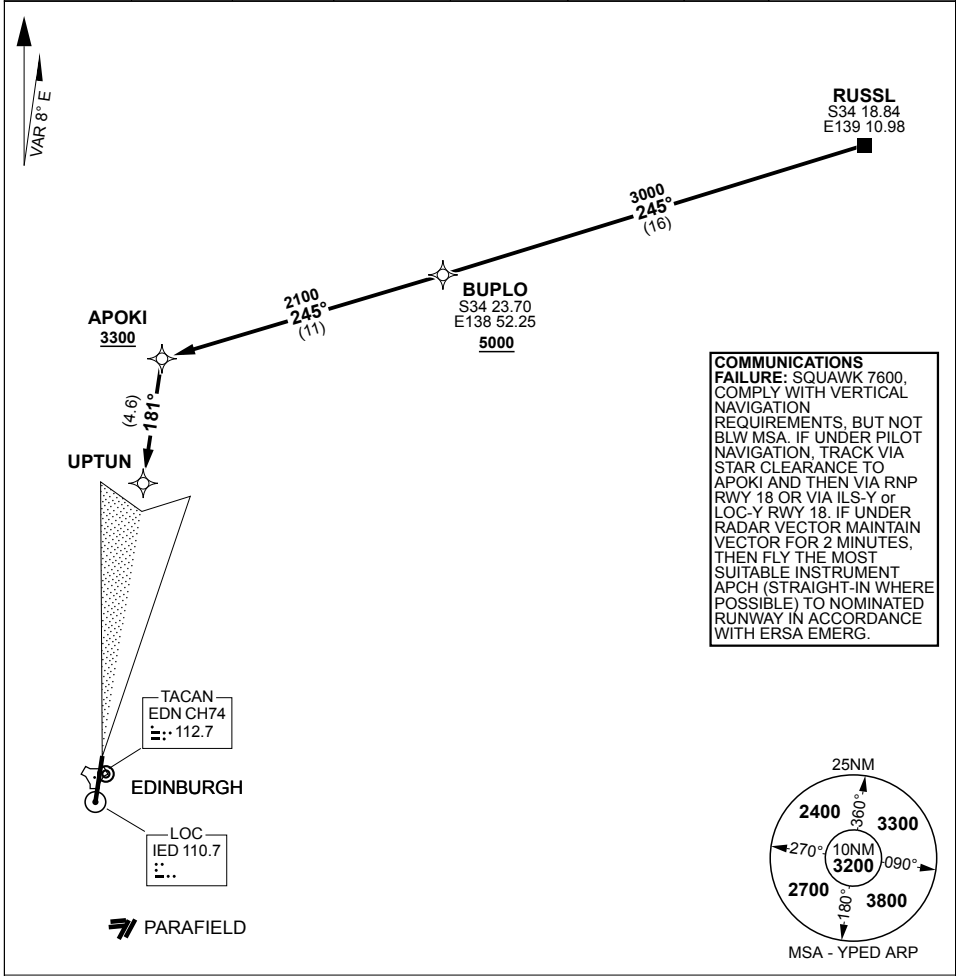 VAR 8° E
RUSSL
S34 18.84
E139 10.98
3000
245°
(16)
BUPLO
S34 23.70
E138 52.25
5000
2100
245°
(11)
APOKI
3300
(4.6)
181°
UPTUN
COMMUNICATIONS
FAILURE: SQUAWK 7600,
COMPLY WITH VERTICAL
NAVIGATION
REQUIREMENTS, BUT NOT
BLW MSA. IF UNDER PILOT
NAVIGATION, TRACK VIA
STAR CLEARANCE TO
APOKI AND THEN VIA RNP
RWY 18 OR VIA ILS-Y or
LOC-Y RWY 18. IF UNDER
RADAR VECTOR MAINTAIN
VECTOR FOR 2 MINUTES,
THEN FLY THE MOST
SUITABLE INSTRUMENT
APCH (STRAIGHT-IN WHERE
POSSIBLE) TO NOMINATED
RUNWAY IN ACCORDANCE
WITH ERSA EMERG.
TACAN
EDN CH74
112.7
EDINBURGH
LOC
IED 110.7
PARAFIELD
25NM
2400
360°
3300
270°
10NM
3200
090°
2700
180°
3800
MSA - YPED ARP